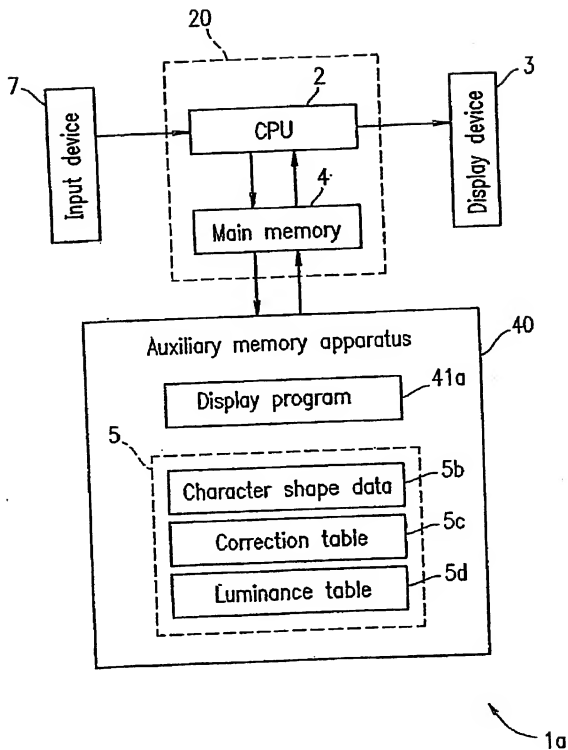 20
7
2
3
Input device
CPU
Display device
4
Main memory
40
Auxiliary memory apparatus
41a
Display program
5
5b
Character shape data
5c
Correction table
5d
Luminance table
1a